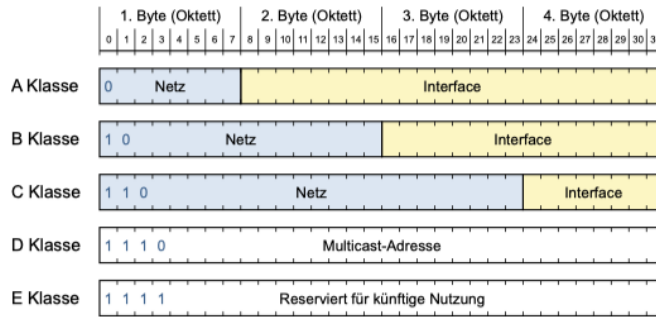 1. Byte (Oktett) 2. Byte (Oktett) 3. Byte (Oktett) 4. Byte (Oktett)
0 1 2 3 4 5 6 7 8 9 10 11 12 13 14 15 16 17 18 19 20 21 22 23 24 25 26 27 28 29 30
A Klasse 0 Netz Interface
B Klasse 1 0 Netz Interface
C Klasse 1 1 0 Netz Interface
D Klasse 1 1 1 0 Multicast-Adresse
E Klasse 1 1 1 1 Reserviert für künftige Nutzung